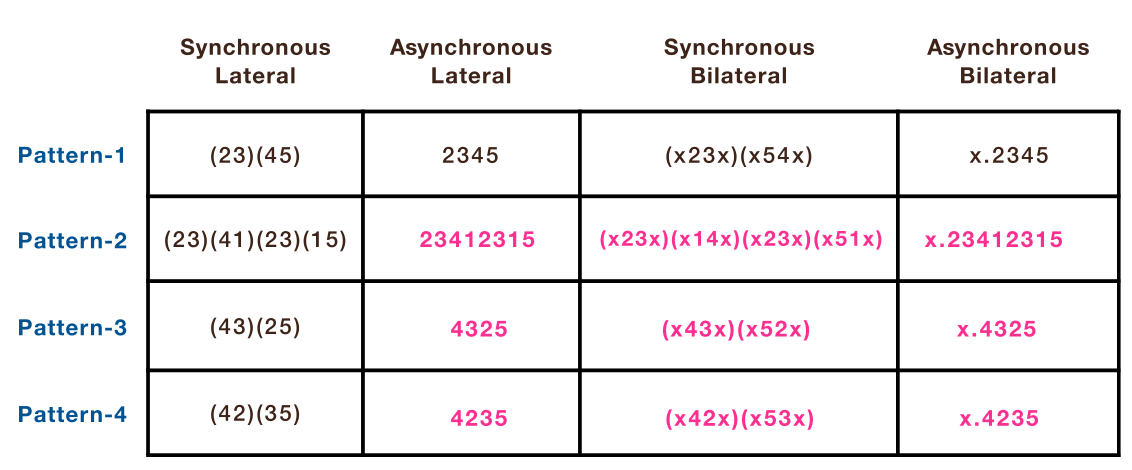 Synchronous Lateral Asynchronous Lateral Synchronous Bilateral Asynchronous Bilateral
Pattern-1 (23)(45) 2345 (x23x)(x54x) x.2345
Pattern-2 (23)(41)(23)(15) 23412315 (x23x)(x14x)(x23x)(x51x) x.23412315
Pattern-3 (43)(25) 4325 (x43x)(x52x) x.4325
Pattern-4 (42)(35) 4235 (x42x)(x53x) x.4235